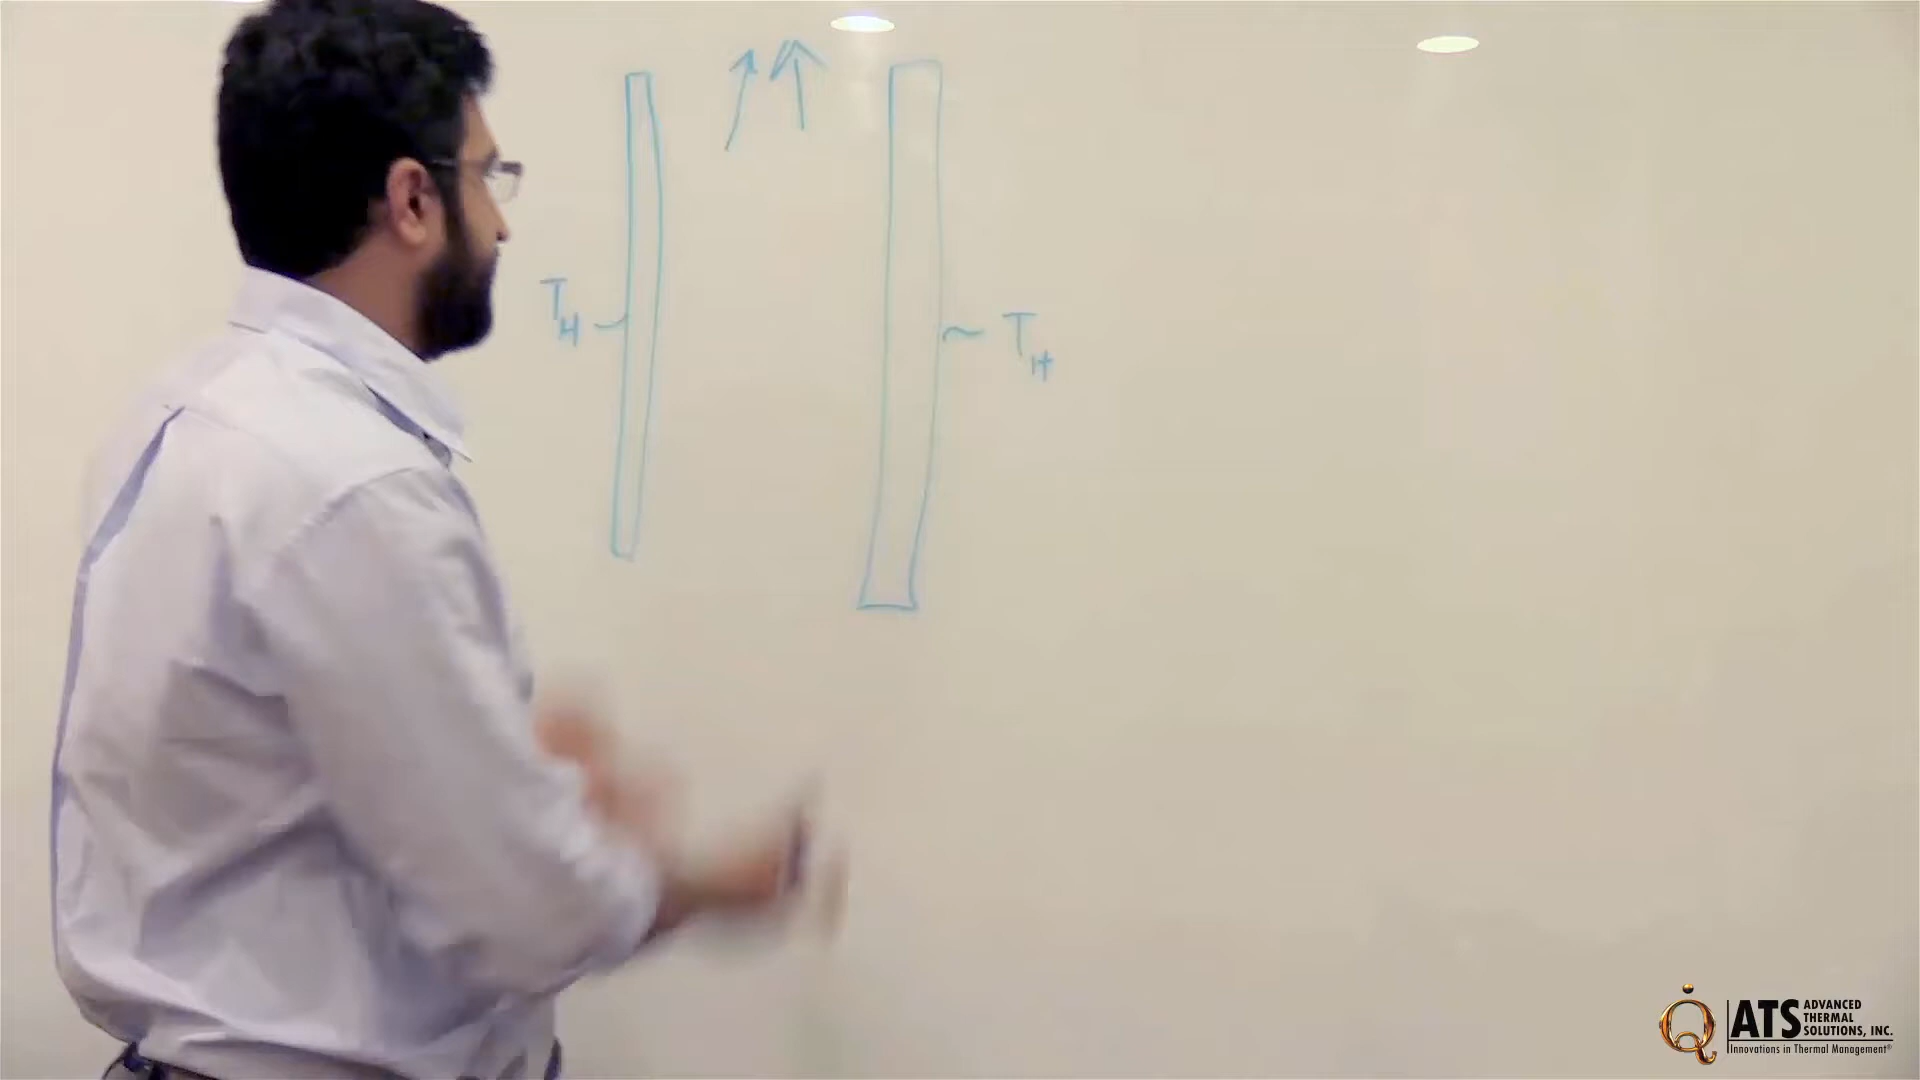 T_H
T_H
ATS ADVANCED
THERMAL
SOLUTIONS, INC.
Innovations in Thermal Management®